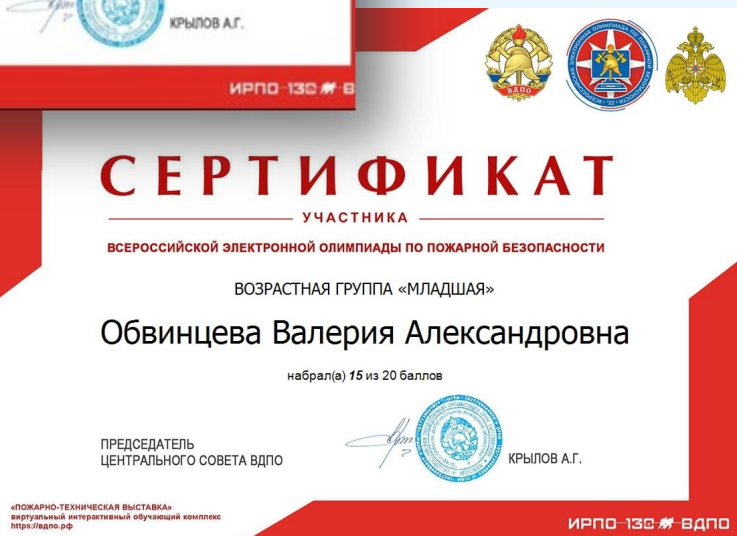 КРЫЛОВ А.Г.
ИРПО-130 В
ВДПО
СЕРТИФИКАТ
УЧАСТНИКА
ВСЕРОССИЙСКОЙ ЭЛЕКТРОННОЙ ОЛИМПИАДЫ ПО ПОЖАРНОЙ БЕЗОПАСНОСТИ
ВОЗРАСТНАЯ ГРУППА «МЛАДШАЯ»
Обвинцева Валерия Александровна
набрал(а) 15 из 20 баллов
ПРЕДСЕДАТЕЛЬ
ЦЕНТРАЛЬНОГО СОВЕТА ВДПО
КРЫЛОВ А.Г.
«ПОЖАРНО-ТЕХНИЧЕСКАЯ ВЫСТАВКА»
виртуальный интерактивный обучающий комплекс
https://вдпо.рф
ИРПО-130 ВДПО